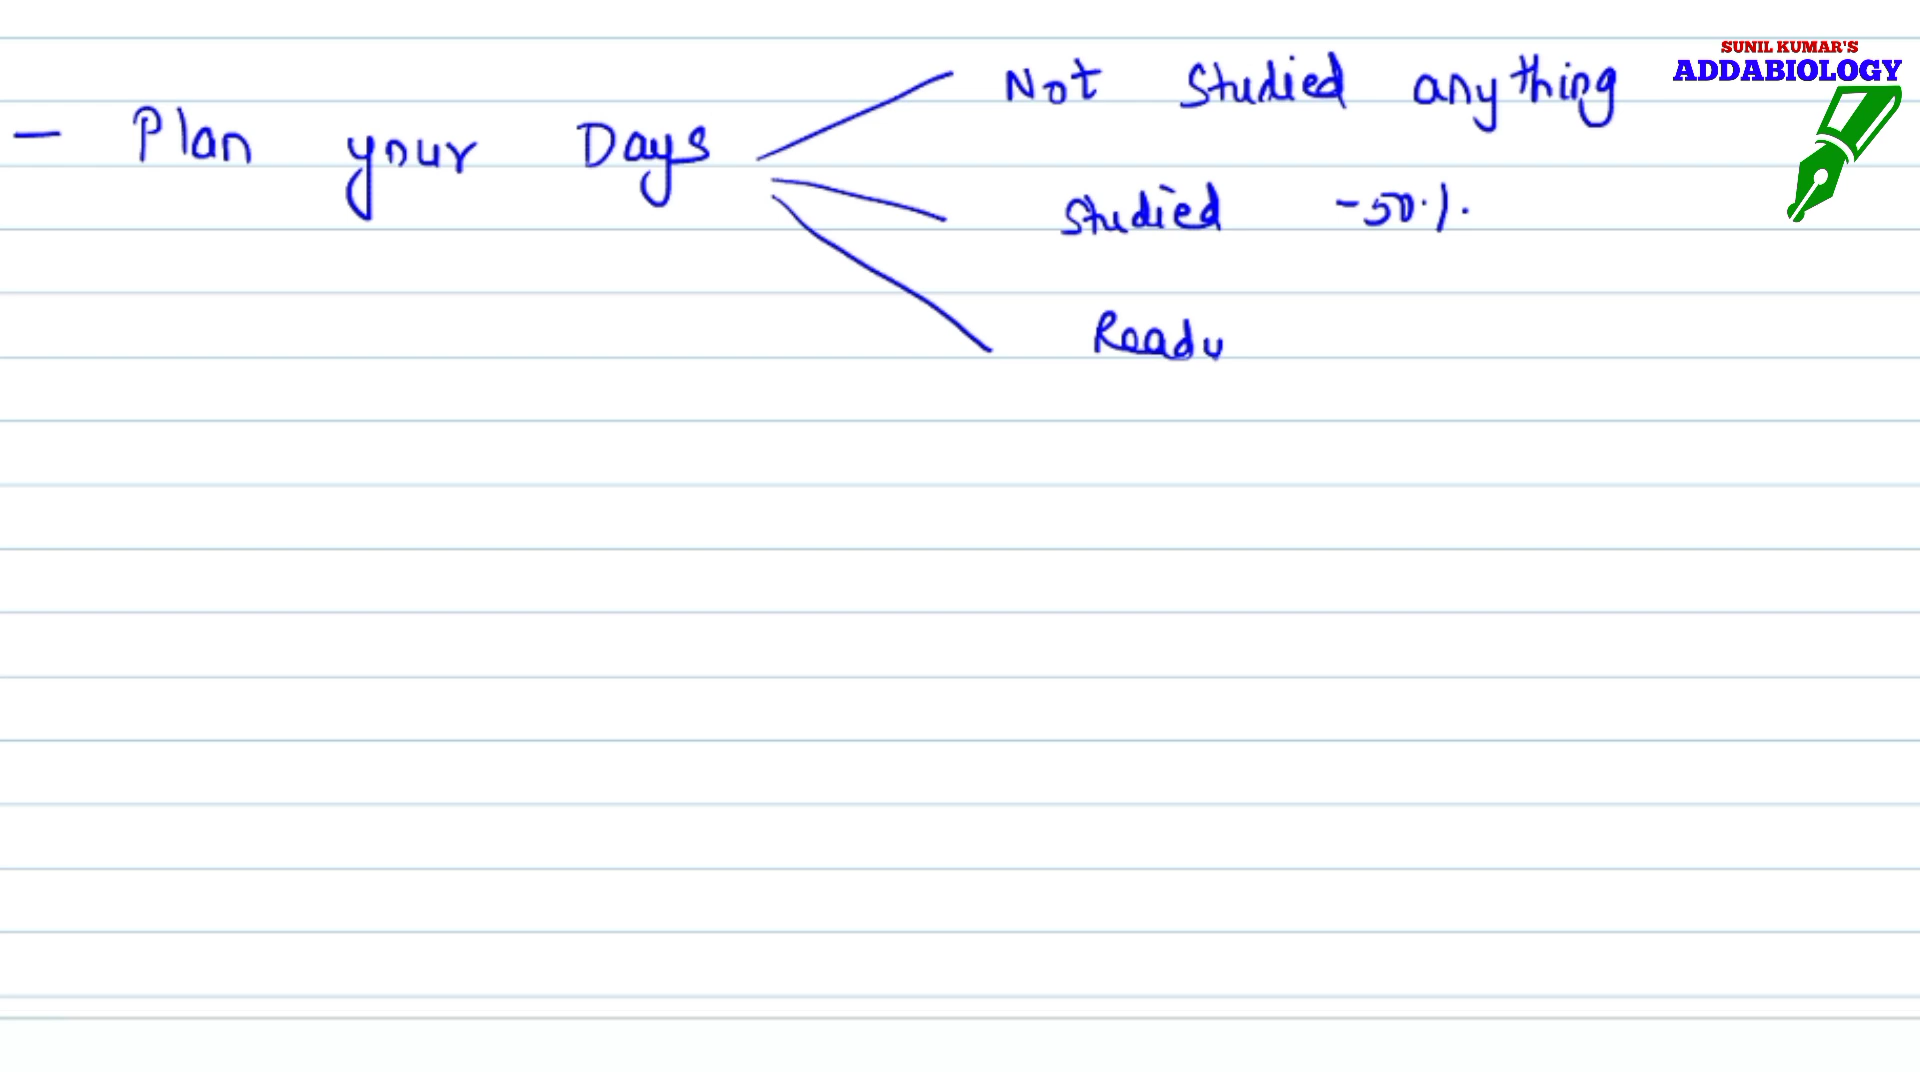 SUNIL KUMAR'S
ADDABIOLOGY
Not Studied anything
- Plan your Days
Studied - 50%.
Ready